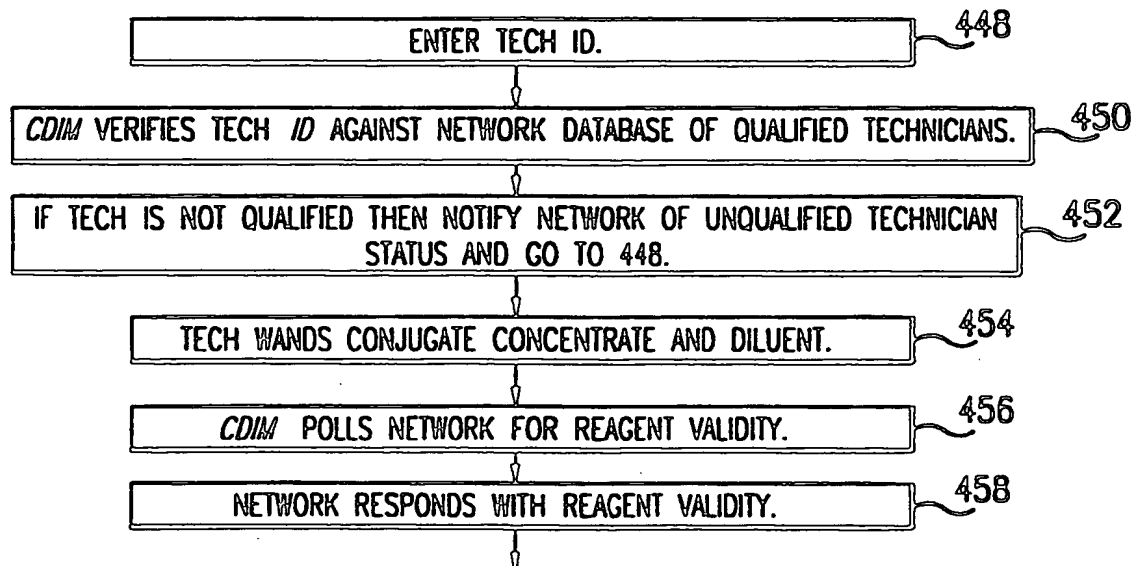 ENTER TECH ID.
448
CDIM VERIFIES TECH ID AGAINST NETWORK DATABASE OF QUALIFIED TECHNICIANS.
450
IF TECH IS NOT QUALIFIED THEN NOTIFY NETWORK OF UNQUALIFIED TECHNICIAN
STATUS AND GO TO 448.
452
TECH WANDS CONJUGATE CONCENTRATE AND DILUENT.
454
CDIM POLLS NETWORK FOR REAGENT VALIDITY.
456
NETWORK RESPONDS WITH REAGENT VALIDITY.
458